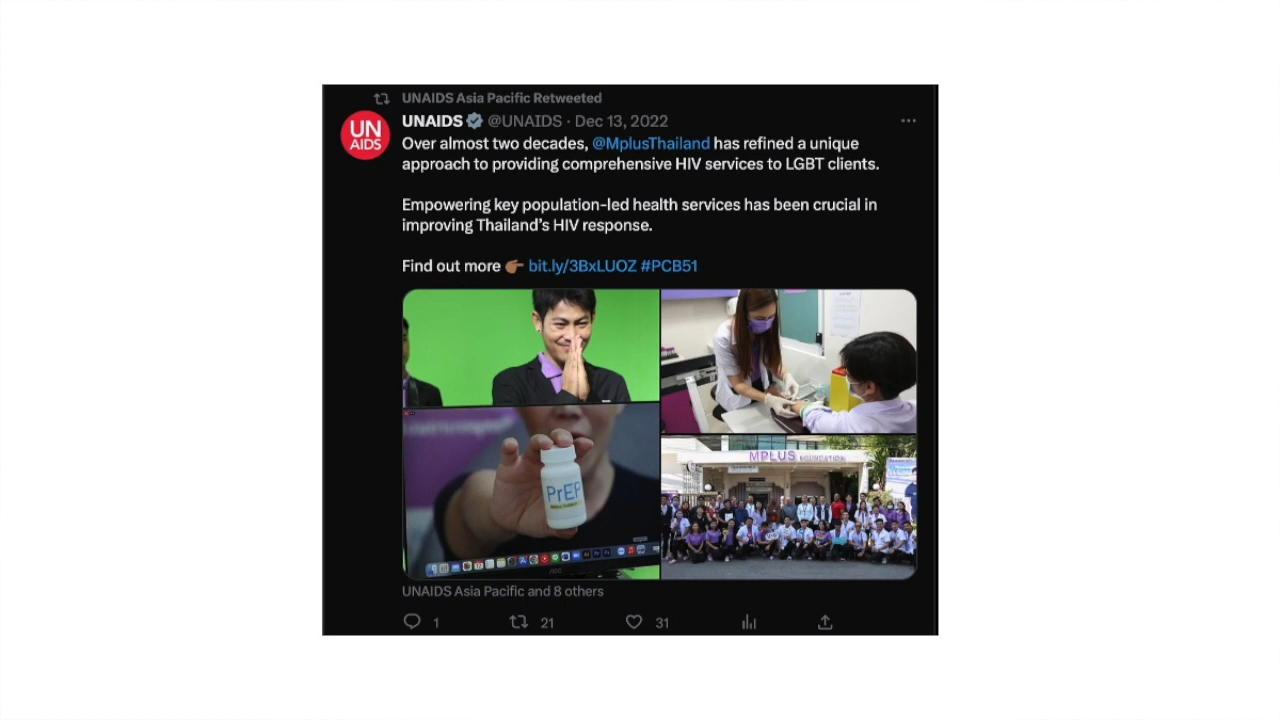 UNAIDS Asia Pacific Retweeted
UN
AIDS
UNAIDS @UNAIDS · Dec 13, 2022
Over almost two decades, @MplusThailand has refined a unique
approach to providing comprehensive HIV services to LGBT clients.
Empowering key population-led health services has been crucial in
improving Thailand's HIV response.
Find out more 👉🏾 bit.ly/3BxLUOZ #PCB51
PrEP
MPLUS FOUNDATION
UNAIDS Asia Pacific and 8 others
1 21 31